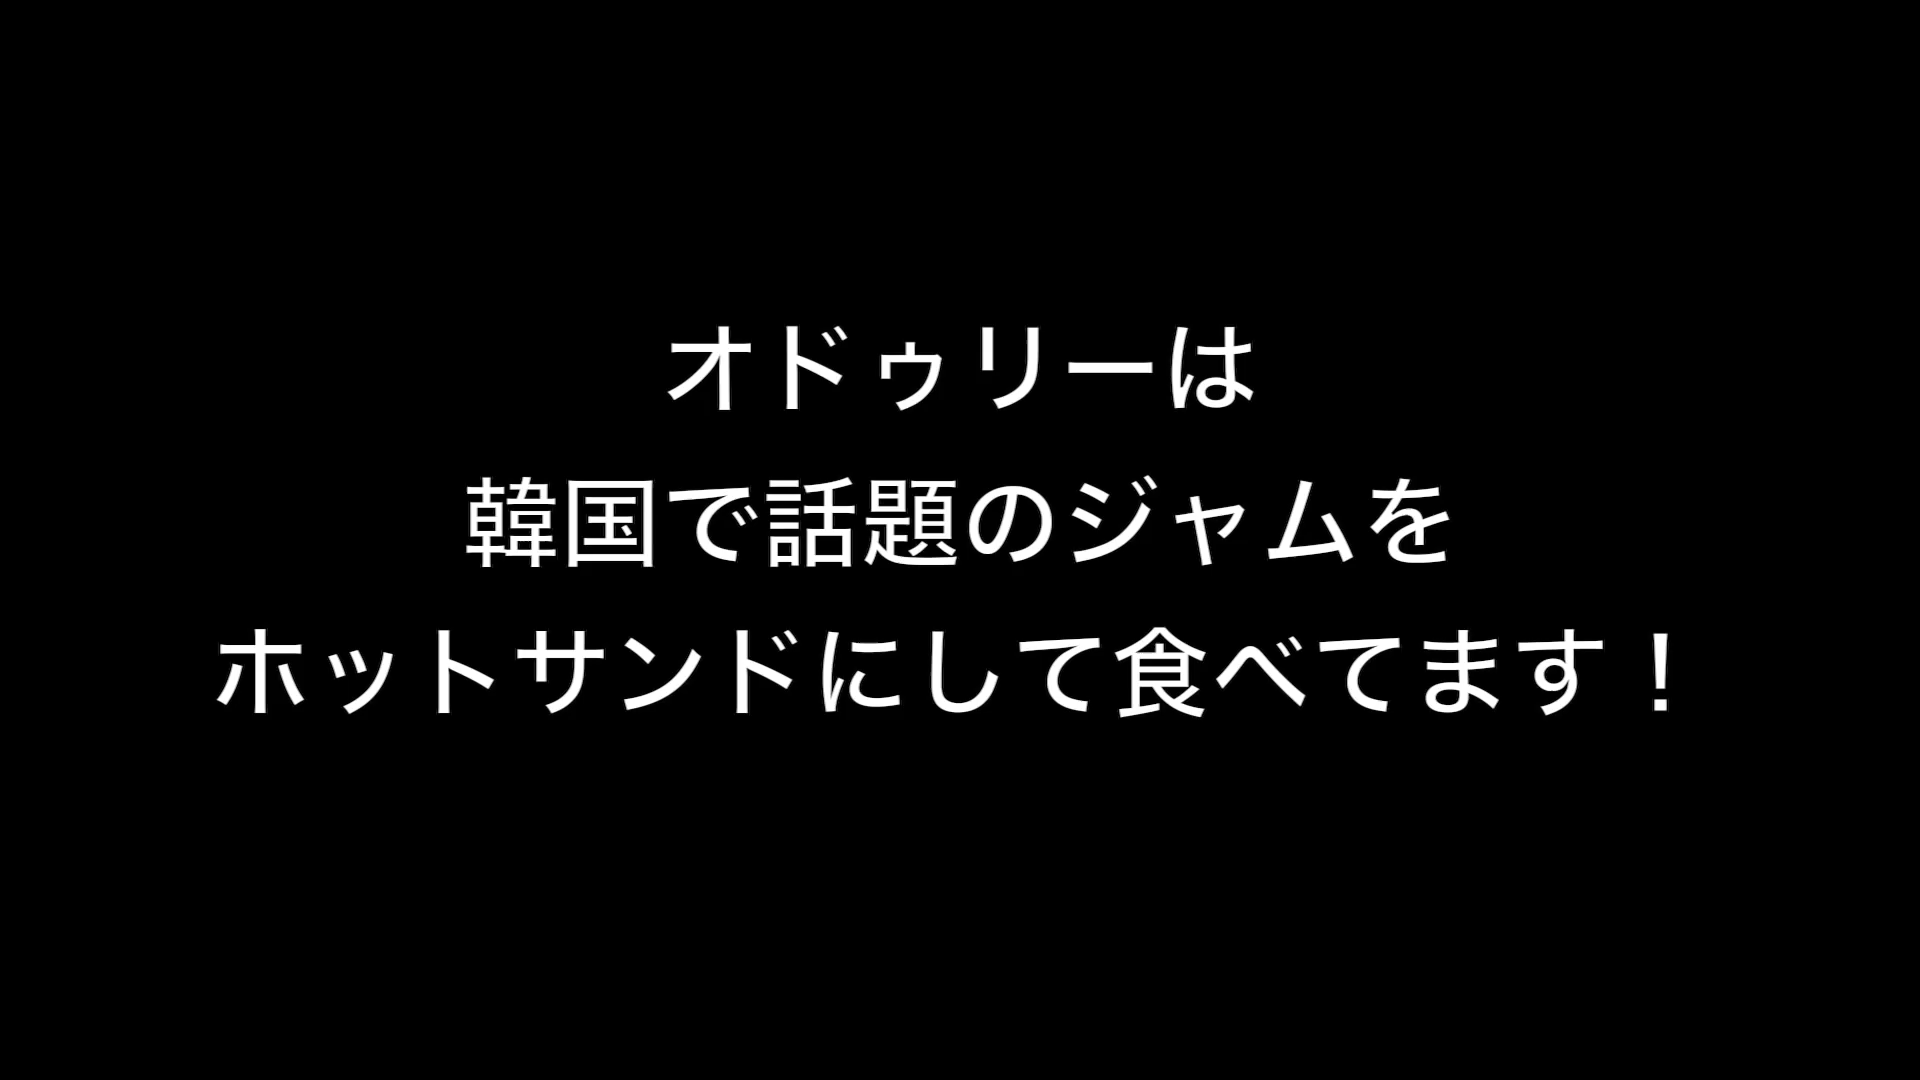 オドゥリーは
韓国で話題のジャムを
ホットサンドにして食べてます！